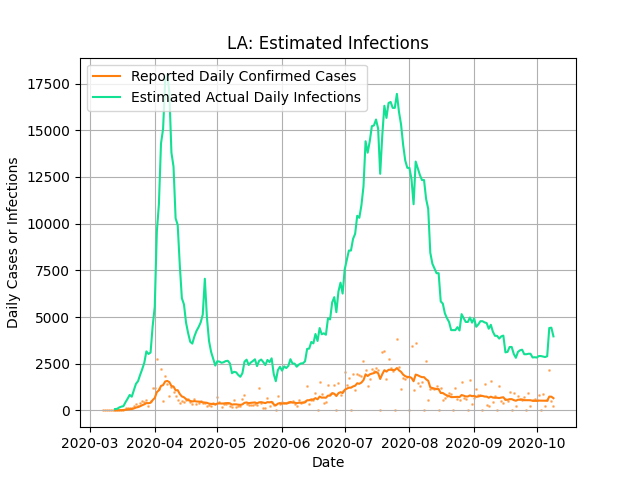 LA: Estimated Infections
Reported Daily Confirmed Cases
Estimated Actual Daily Infections
Daily Cases or Infections
17500
15000
12500
10000
7500
5000
2500
0
2020-03 2020-04 2020-05 2020-06 2020-07 2020-08 2020-09 2020-10
Date